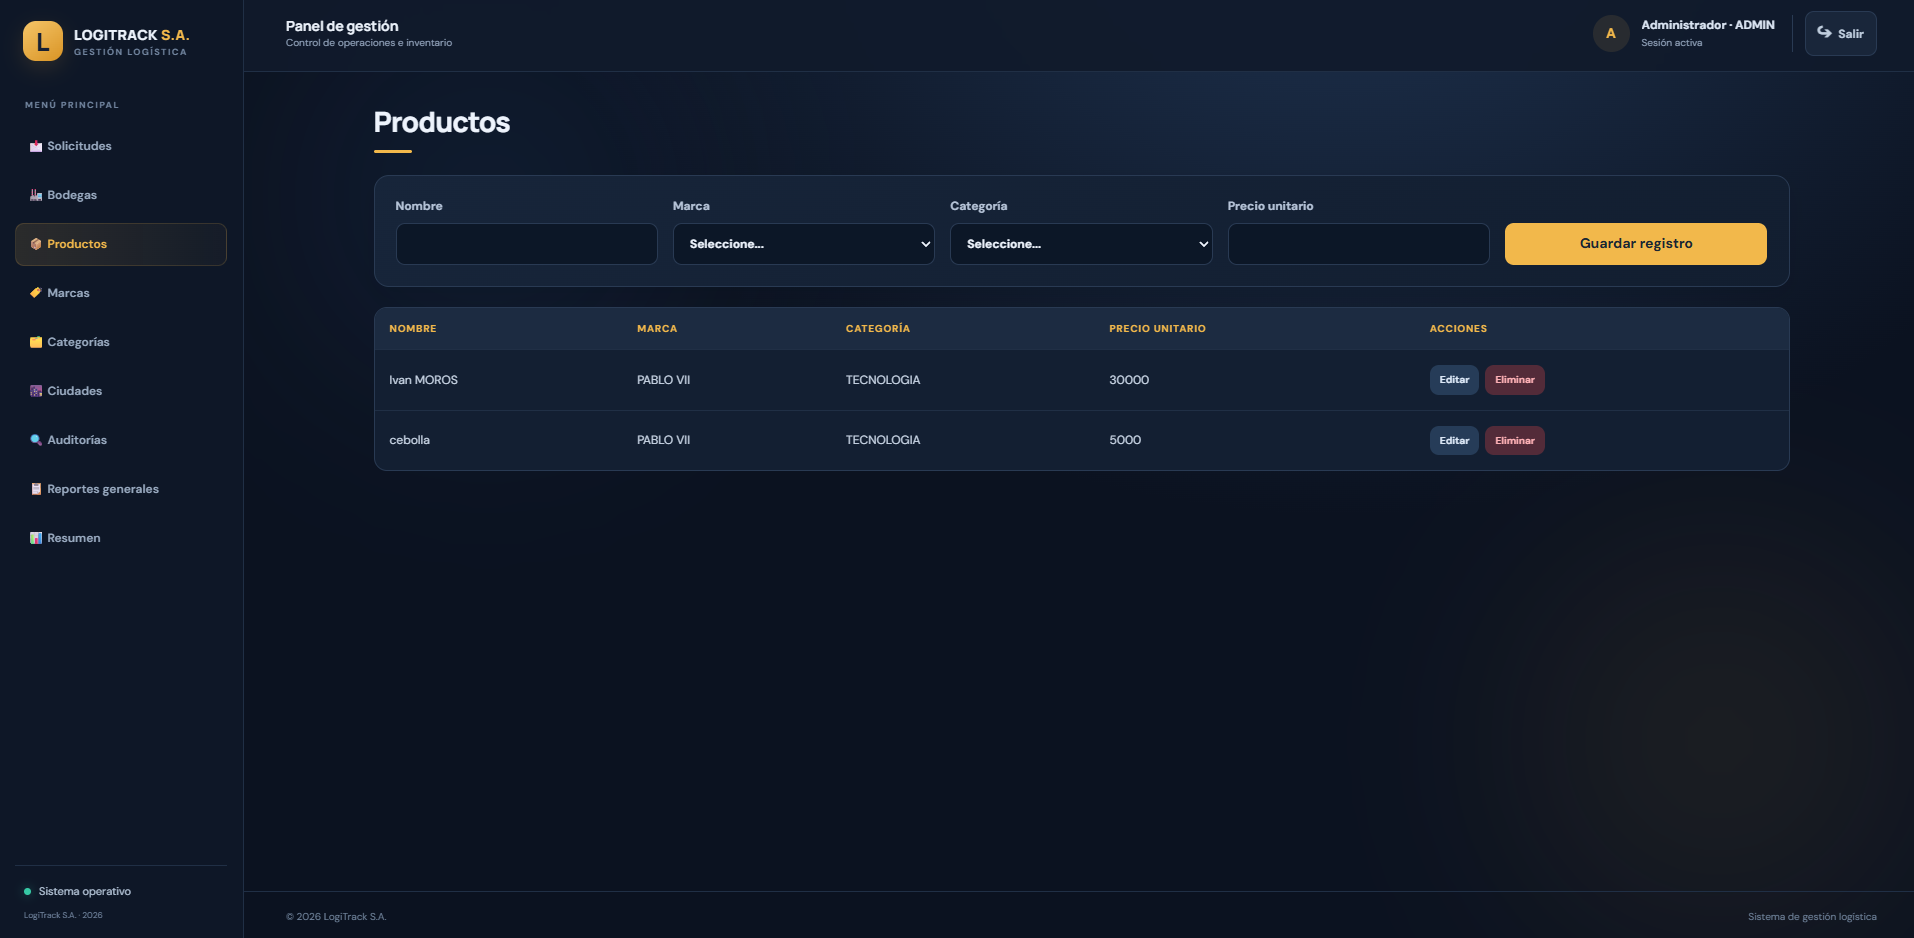 L
LOGITRACK S.A.
GESTIÓN LOGÍSTICA
MENÚ PRINCIPAL
Solicitudes
Bodegas
Productos
Marcas
Categorías
Ciudades
Auditorías
Reportes generales
Resumen
Sistema operativo
LogiTrack S.A. · 2026
Panel de gestión
Control de operaciones e inventario
A
Administrador · ADMIN
Sesión activa
Salir
Productos
Nombre Marca Categoría Precio unitario
Seleccione... Seleccione... Guardar registro
NOMBRE MARCA CATEGORÍA PRECIO UNITARIO ACCIONES
Ivan MOROS PABLO VII TECNOLOGIA 30000 Editar Eliminar
cebolla PABLO VII TECNOLOGIA 5000 Editar Eliminar
© 2026 LogiTrack S.A. Sistema de gestión logística